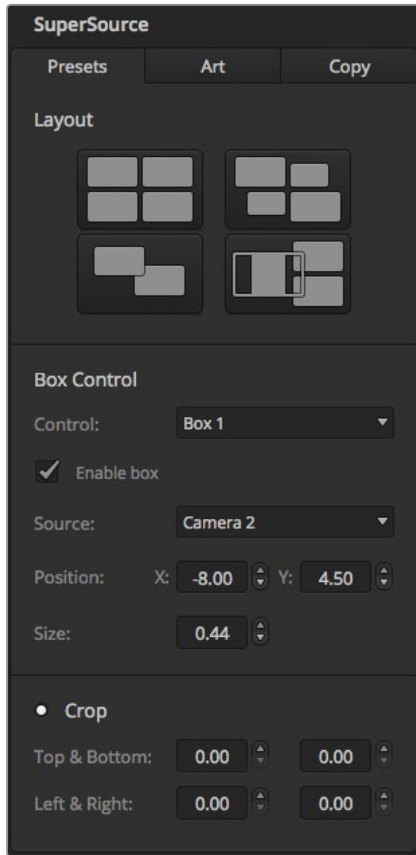 SuperSource
Presets Art Copy
Layout
Box Control
Control: Box 1
Enable box
Source: Camera 2
Position: X: -8.00 Y: 4.50
Size: 0.44
Crop
Top & Bottom: 0.00 0.00
Left & Right: 0.00 0.00